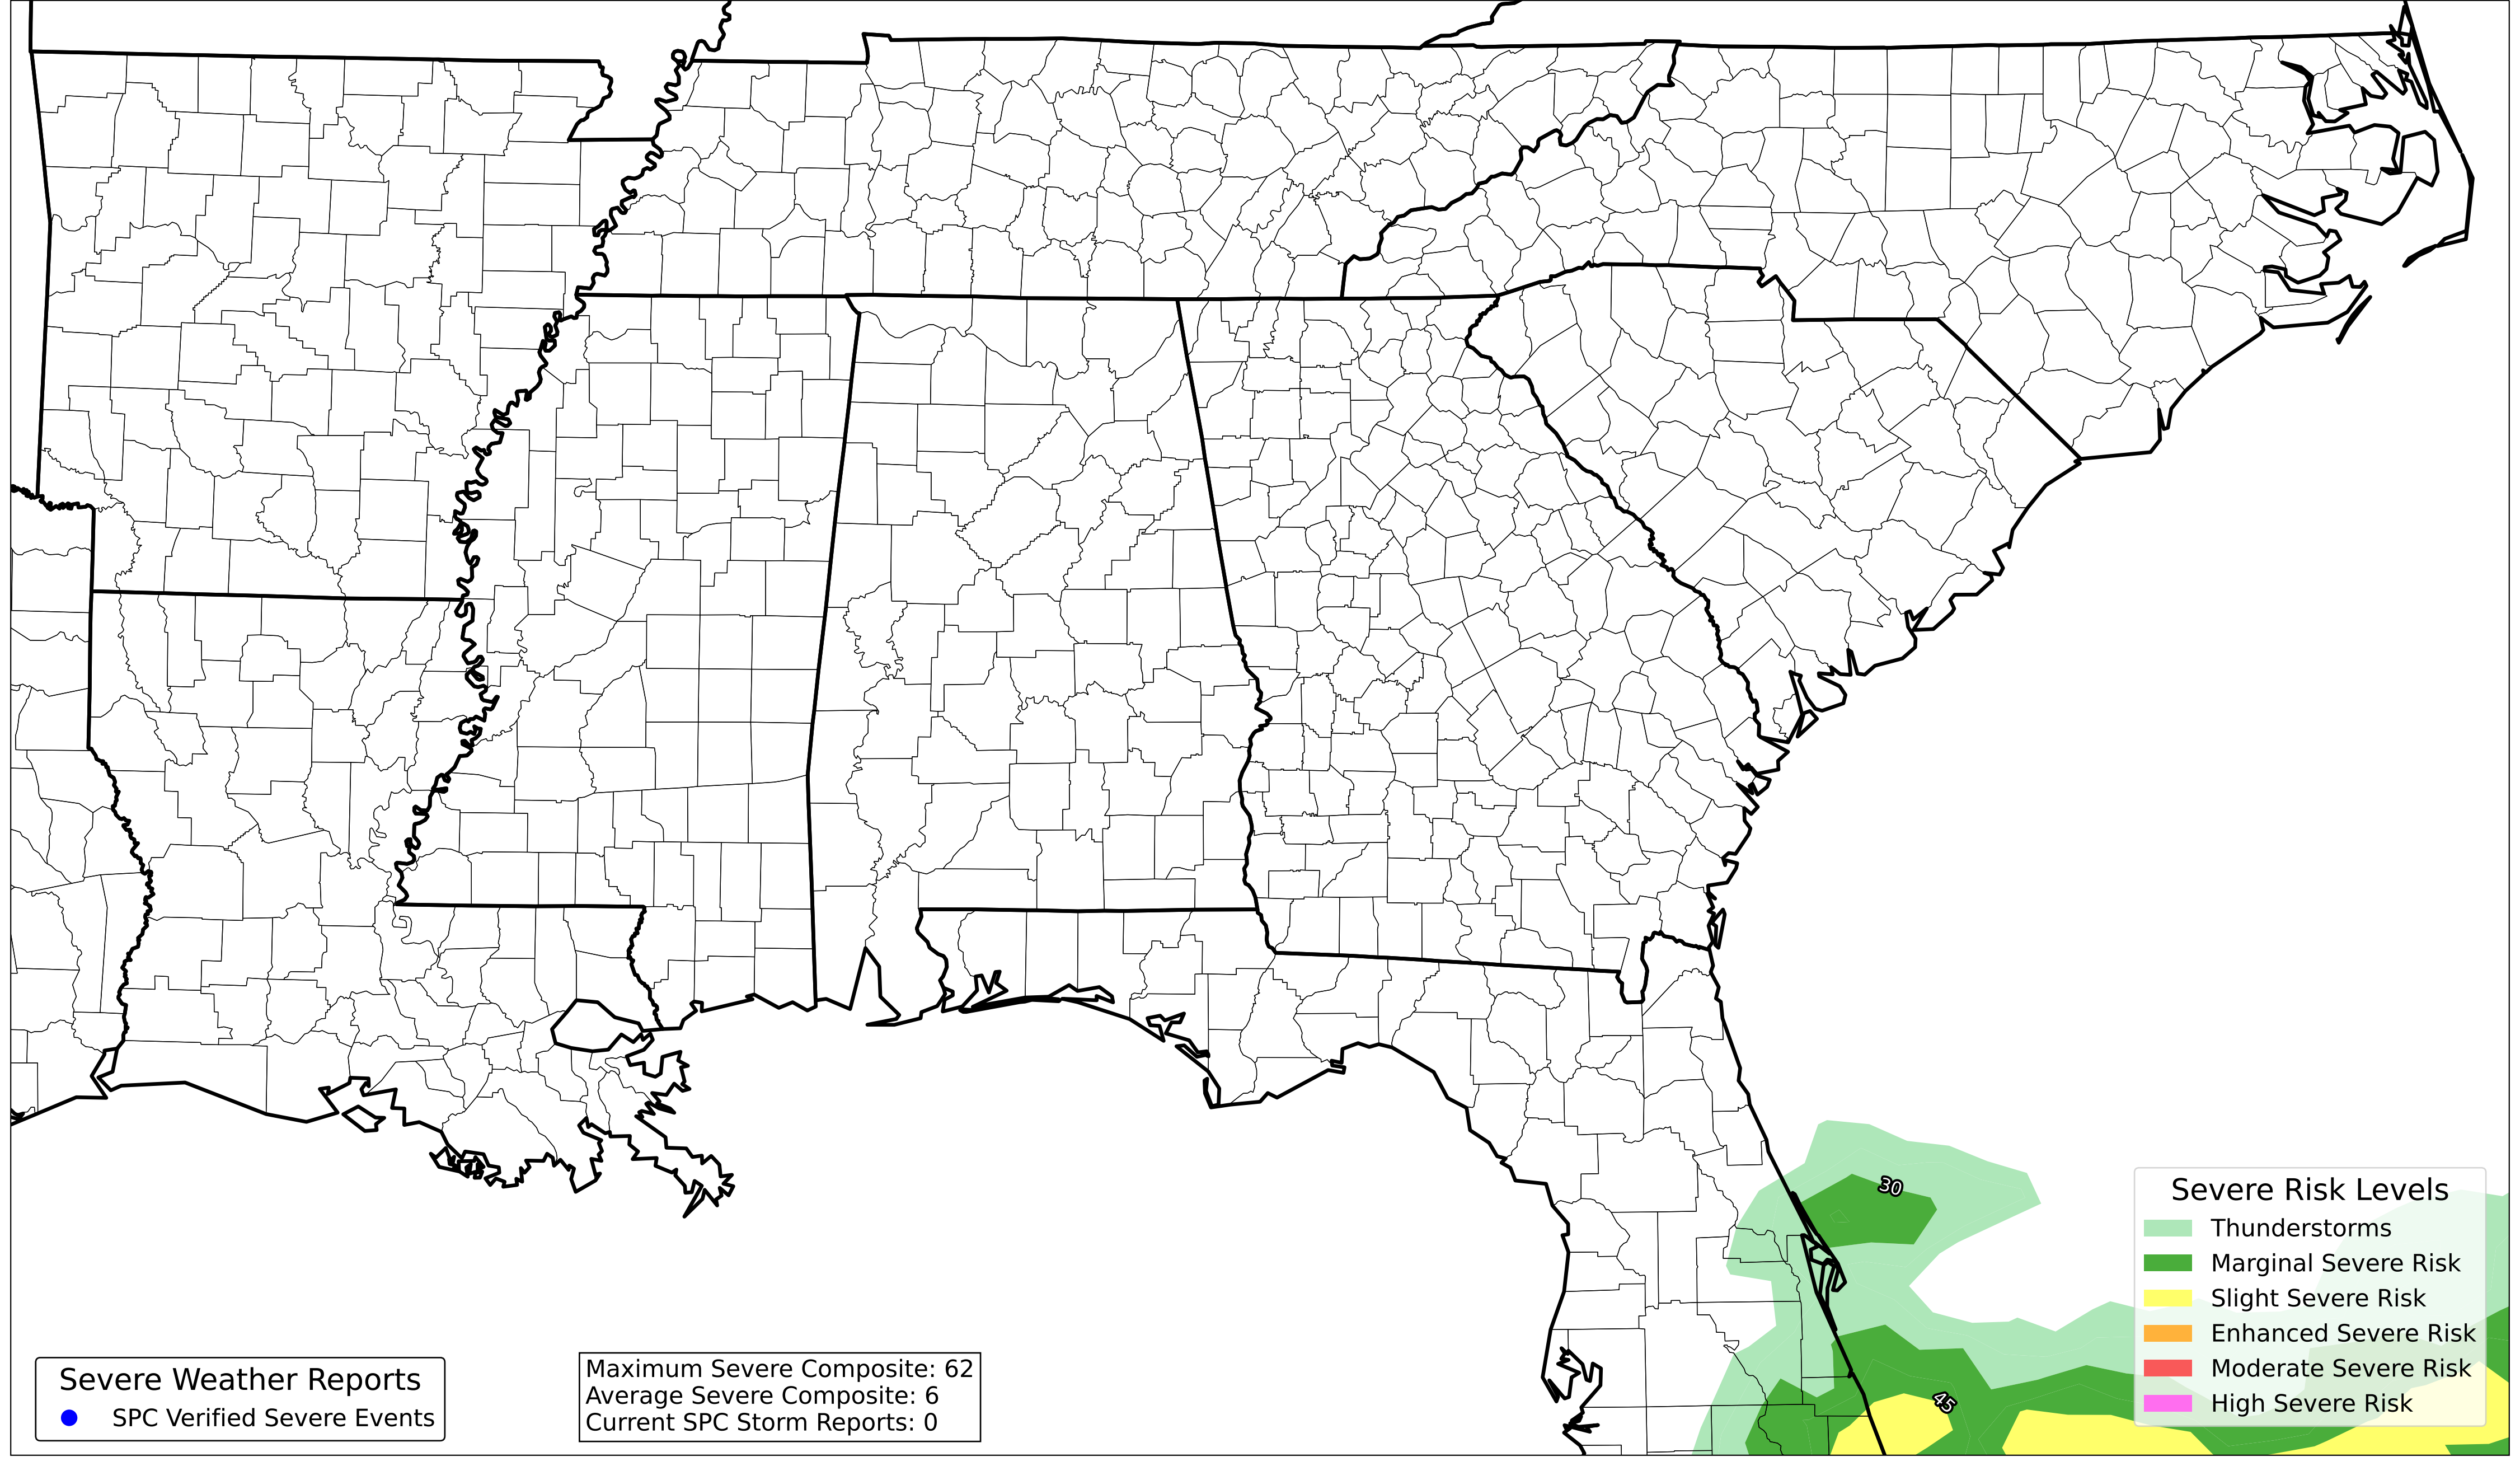 30
Severe Risk Levels
Thunderstorms
Marginal Severe Risk
Slight Severe Risk
Enhanced Severe Risk
Moderate Severe Risk
High Severe Risk
45
Severe Weather Reports
SPC Verified Severe Events
Maximum Severe Composite: 62
Average Severe Composite: 6
Current SPC Storm Reports: 0